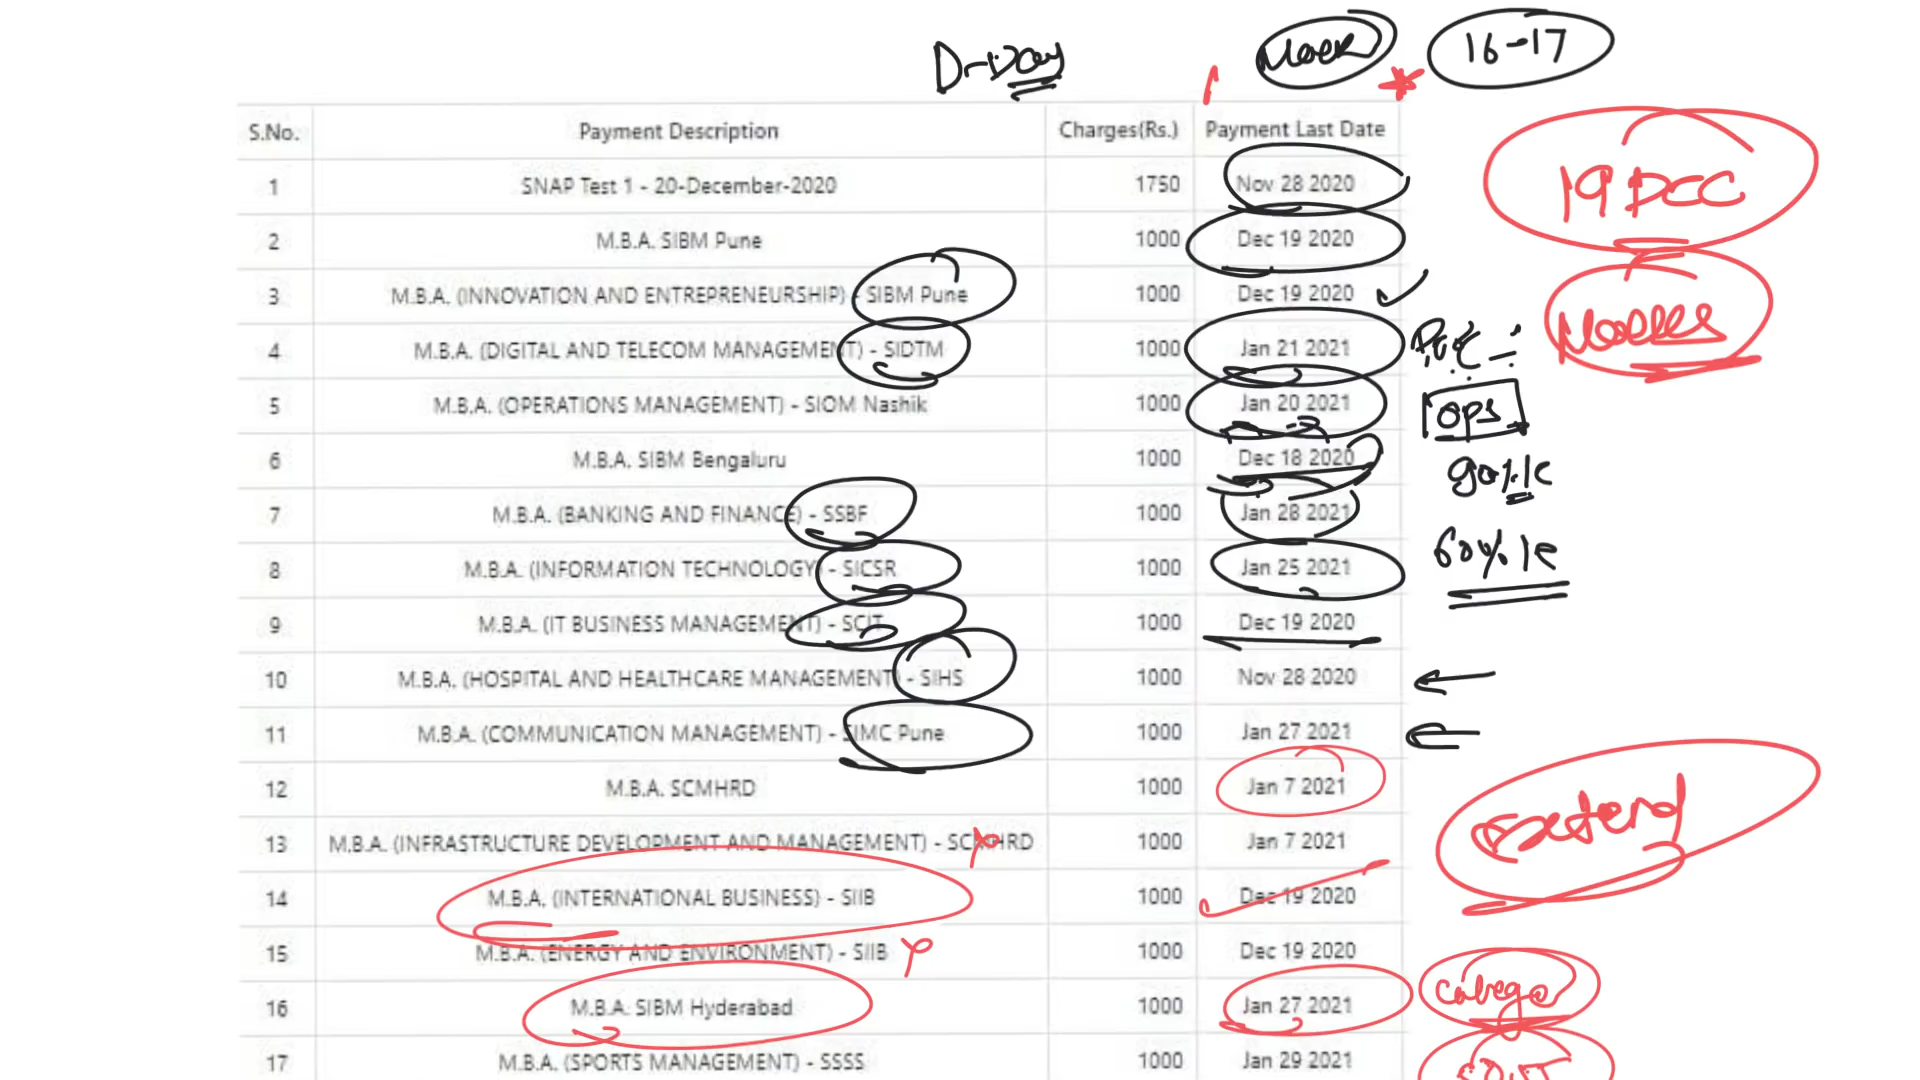 D-Day Mock 16-17
S.No. Payment Description Charges(Rs.) Payment Last Date
1 SNAP Test 1 - 20-December-2020 1750 Nov 28 2020
19 DEC
2 M.B.A. SIBM Pune 1000 Dec 19 2020
3 M.B.A. (INNOVATION AND ENTREPRENEURSHIP) - SIBM Pune 1000 Dec 19 2020
4 M.B.A. (DIGITAL AND TELECOM MANAGEMENT) - SIDTM 1000 Jan 21 2021
5 M.B.A. (OPERATIONS MANAGEMENT) - SIOM Nashik 1000 Jan 20 2021
ops
6 M.B.A. SIBM Bengaluru 1000 Dec 18 2020
90%le
7 M.B.A. (BANKING AND FINANCE) - SSBF 1000 Jan 28 2021
60%le
8 M.B.A. (INFORMATION TECHNOLOGY) - SICSR 1000 Jan 25 2021
9 M.B.A. (IT BUSINESS MANAGEMENT) - SCIT 1000 Dec 19 2020
10 M.B.A. (HOSPITAL AND HEALTHCARE MANAGEMENT) - SIHS 1000 Nov 28 2020
11 M.B.A. (COMMUNICATION MANAGEMENT) - SIMC Pune 1000 Jan 27 2021
12 M.B.A. SCMHRD 1000 Jan 7 2021
extend
13 M.B.A. (INFRASTRUCTURE DEVELOPMENT AND MANAGEMENT) - SCMHRD 1000 Jan 7 2021
14 M.B.A. (INTERNATIONAL BUSINESS) - SIIB 1000 Dec 19 2020
15 M.B.A. (ENERGY AND ENVIRONMENT) - SIIB 1000 Dec 19 2020
16 M.B.A. SIBM Hyderabad 1000 Jan 27 2021
17 M.B.A. (SPORTS MANAGEMENT) - SSSS 1000 Jan 29 2021